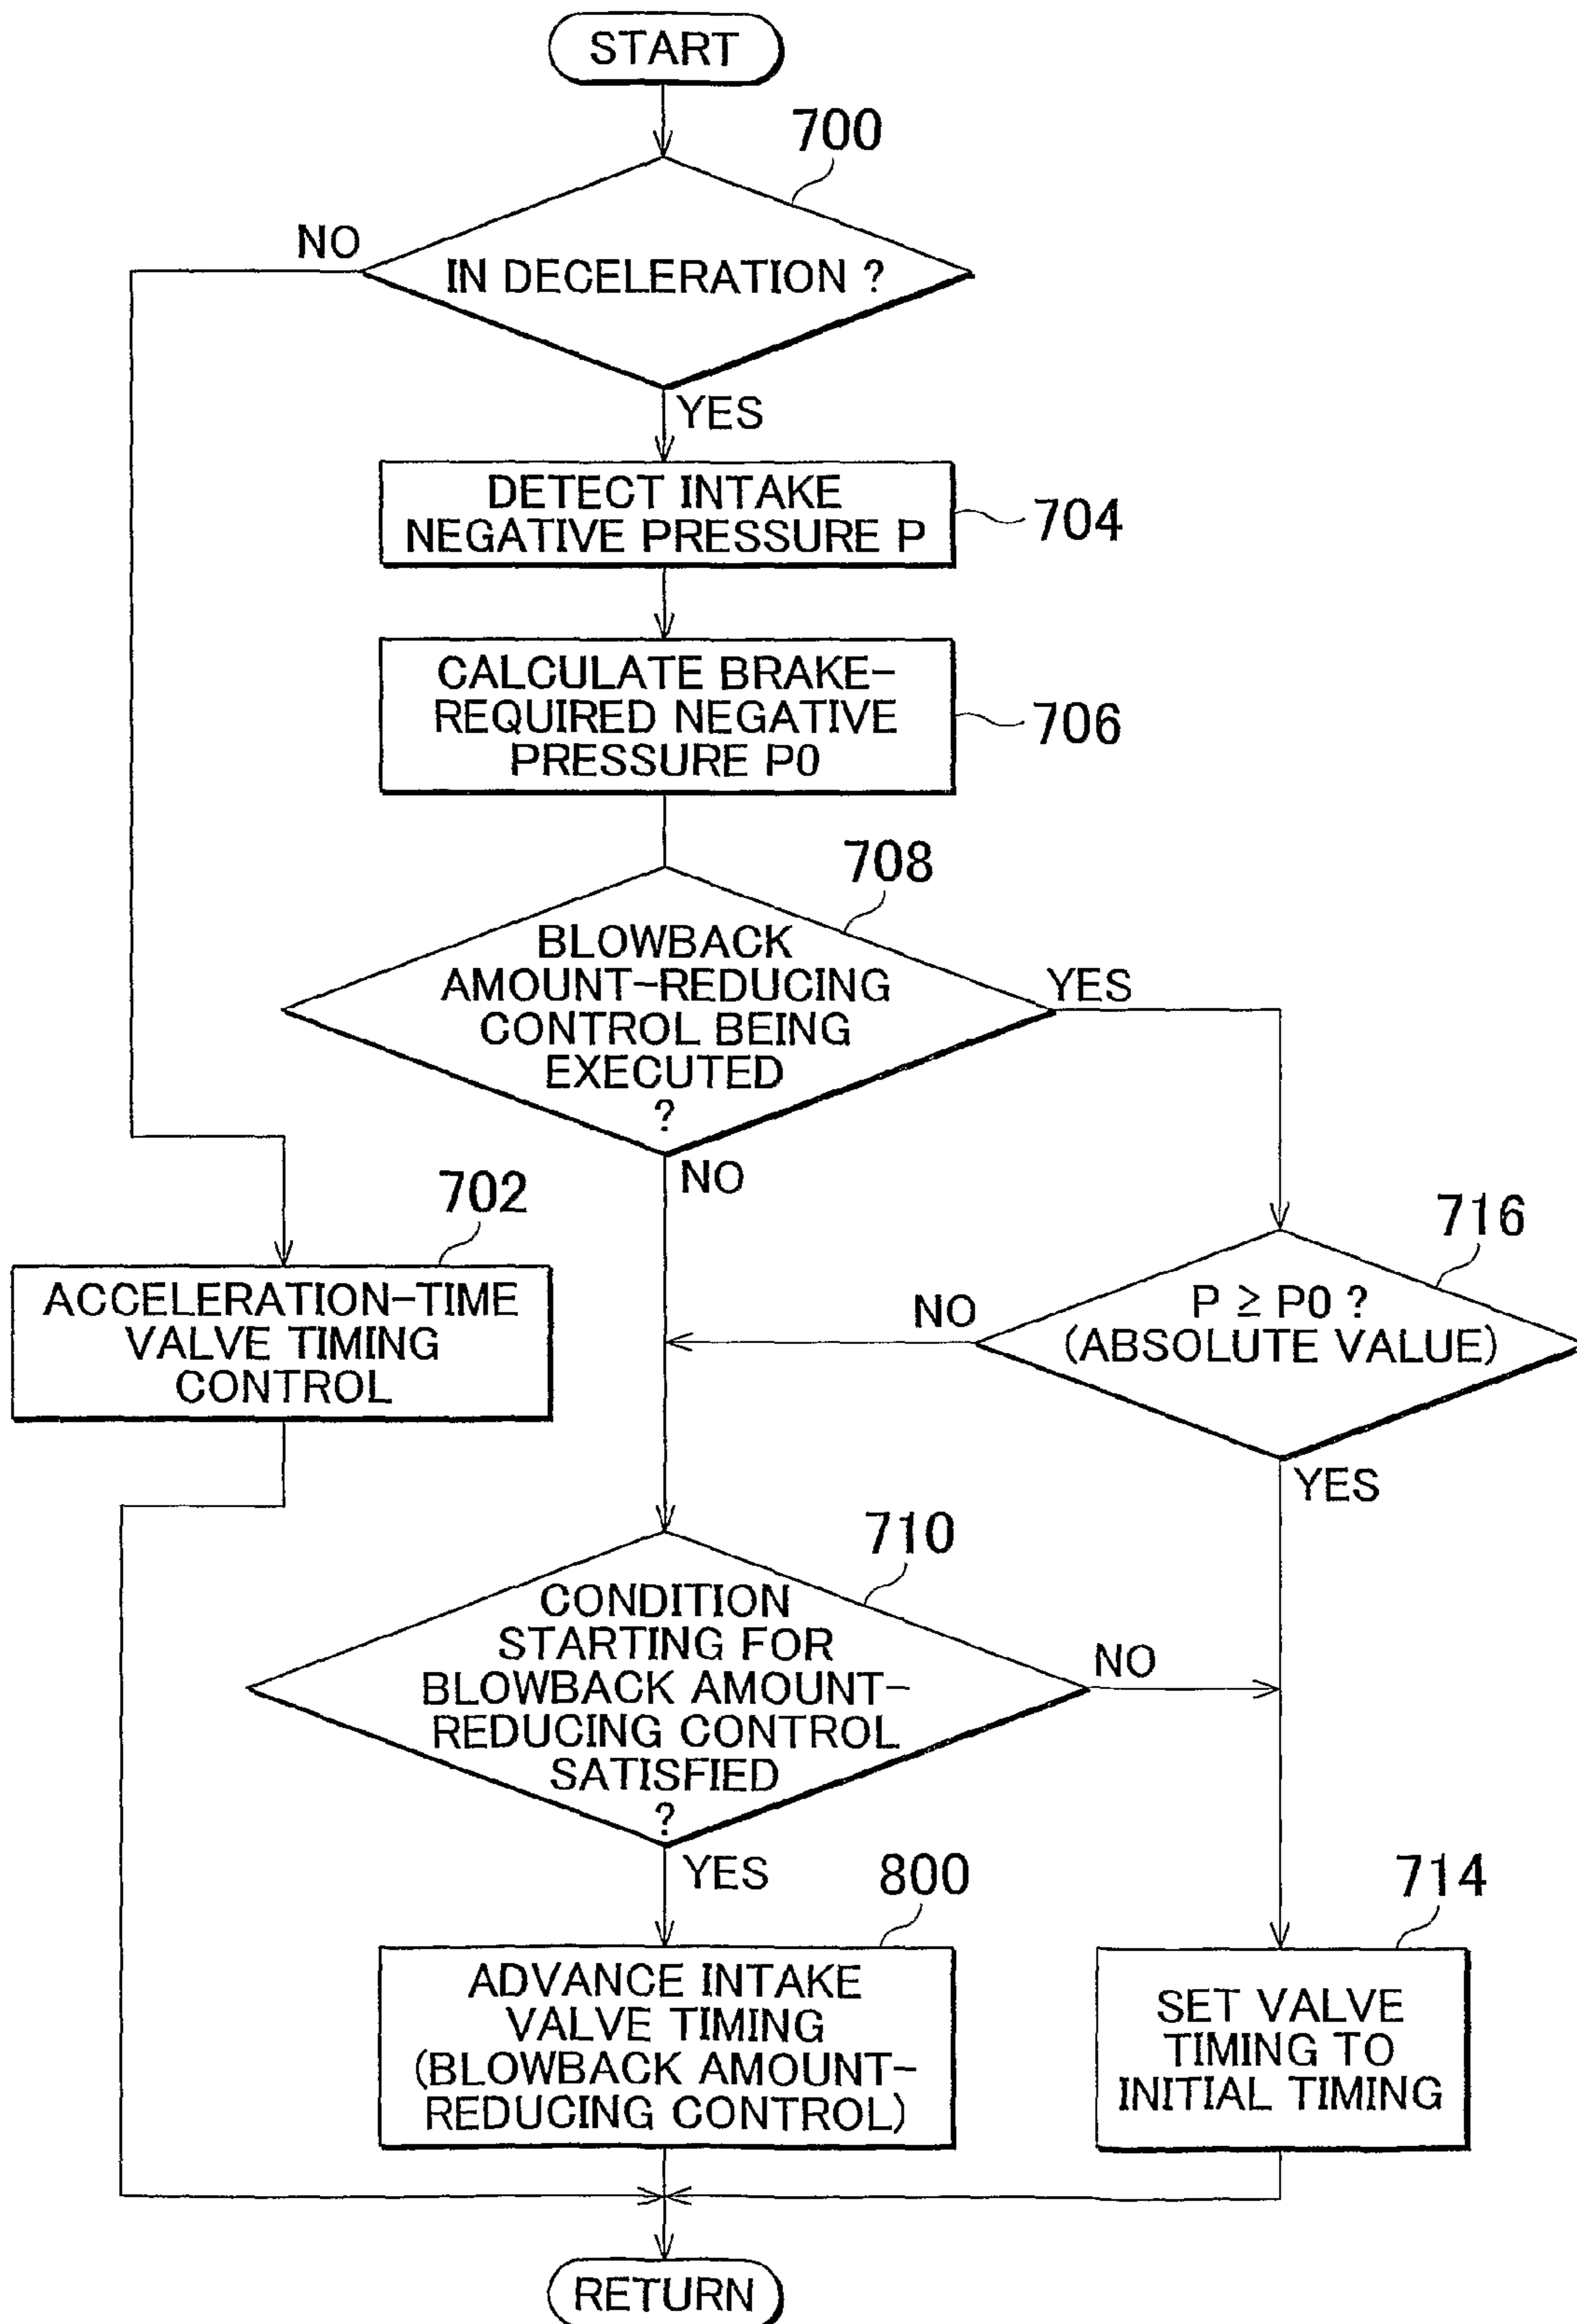 START
700
NO
IN DECELERATION ?
YES
DETECT INTAKE
NEGATIVE PRESSURE P
704
CALCULATE BRAKE-
REQUIRED NEGATIVE
PRESSURE P0
706
708
BLOWBACK
AMOUNT-REDUCING
CONTROL BEING
EXECUTED
?
YES
NO
702
ACCELERATION-TIME
VALVE TIMING
CONTROL
716
P ≥ P0 ?
(ABSOLUTE VALUE)
NO
YES
710
CONDITION
STARTING FOR
BLOWBACK AMOUNT-
REDUCING CONTROL
SATISFIED
?
NO
YES
800
ADVANCE INTAKE
VALVE TIMING
(BLOWBACK AMOUNT-
REDUCING CONTROL)
714
SET VALVE
TIMING TO
INITIAL TIMING
RETURN